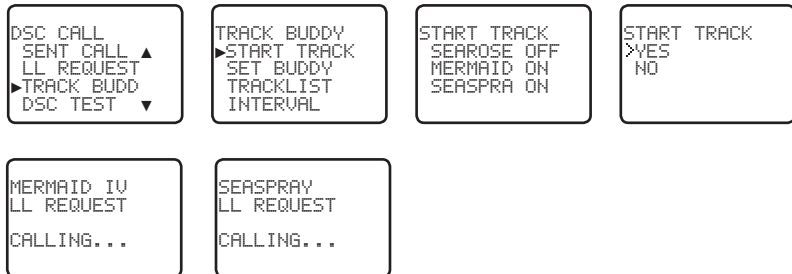 DSC CALL
SENT CALL ▲
LL REQUEST
▶TRACK BUDD
DSC TEST ▼
TRACK BUDDY
▶START TRACK
SET BUDDY
TRACKLIST
INTERVAL
START TRACK
SEAROSE OFF
MERMAID ON
SEASPRA ON
START TRACK
>YES
NO
MERMAID IV
LL REQUEST
CALLING...
SEASPRAY
LL REQUEST
CALLING...